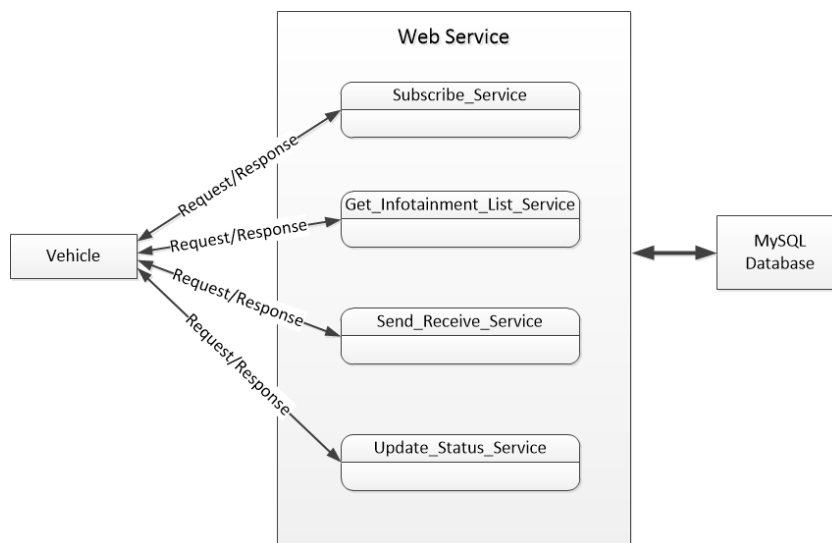 Web Service
Subscribe_Service
Request/Response
Get_Infotainment_List_Service
Request/Response
Vehicle
MySQL
Database
Request/Response
Send_Receive_Service
Request/Response
Update_Status_Service